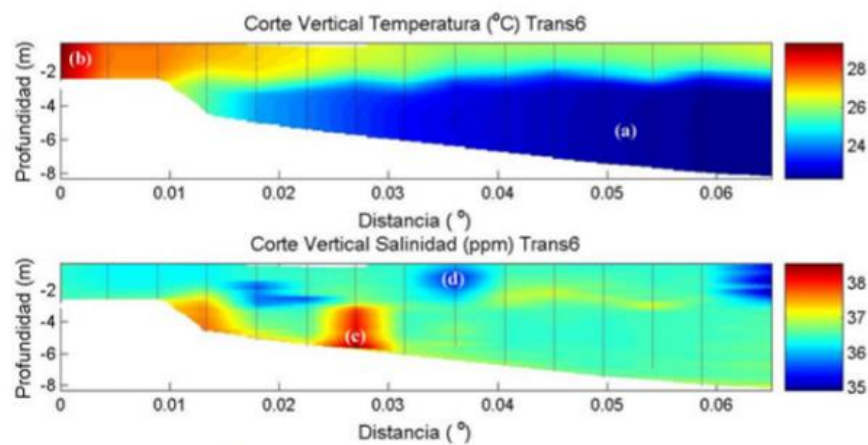 Corte Vertical Temperatura (°C) Trans6
Profundidad (m)
-2
-4
-6
-8
(b)
(a)
28
26
24
0 0.01 0.02 0.03 0.04 0.05 0.06
Distancia (°)
Corte Vertical Salinidad (ppm) Trans6
Profundidad (m)
-2
-4
-6
-8
(d)
(c)
38
37
36
35
0 0.01 0.02 0.03 0.04 0.05 0.06
Distancia (°)